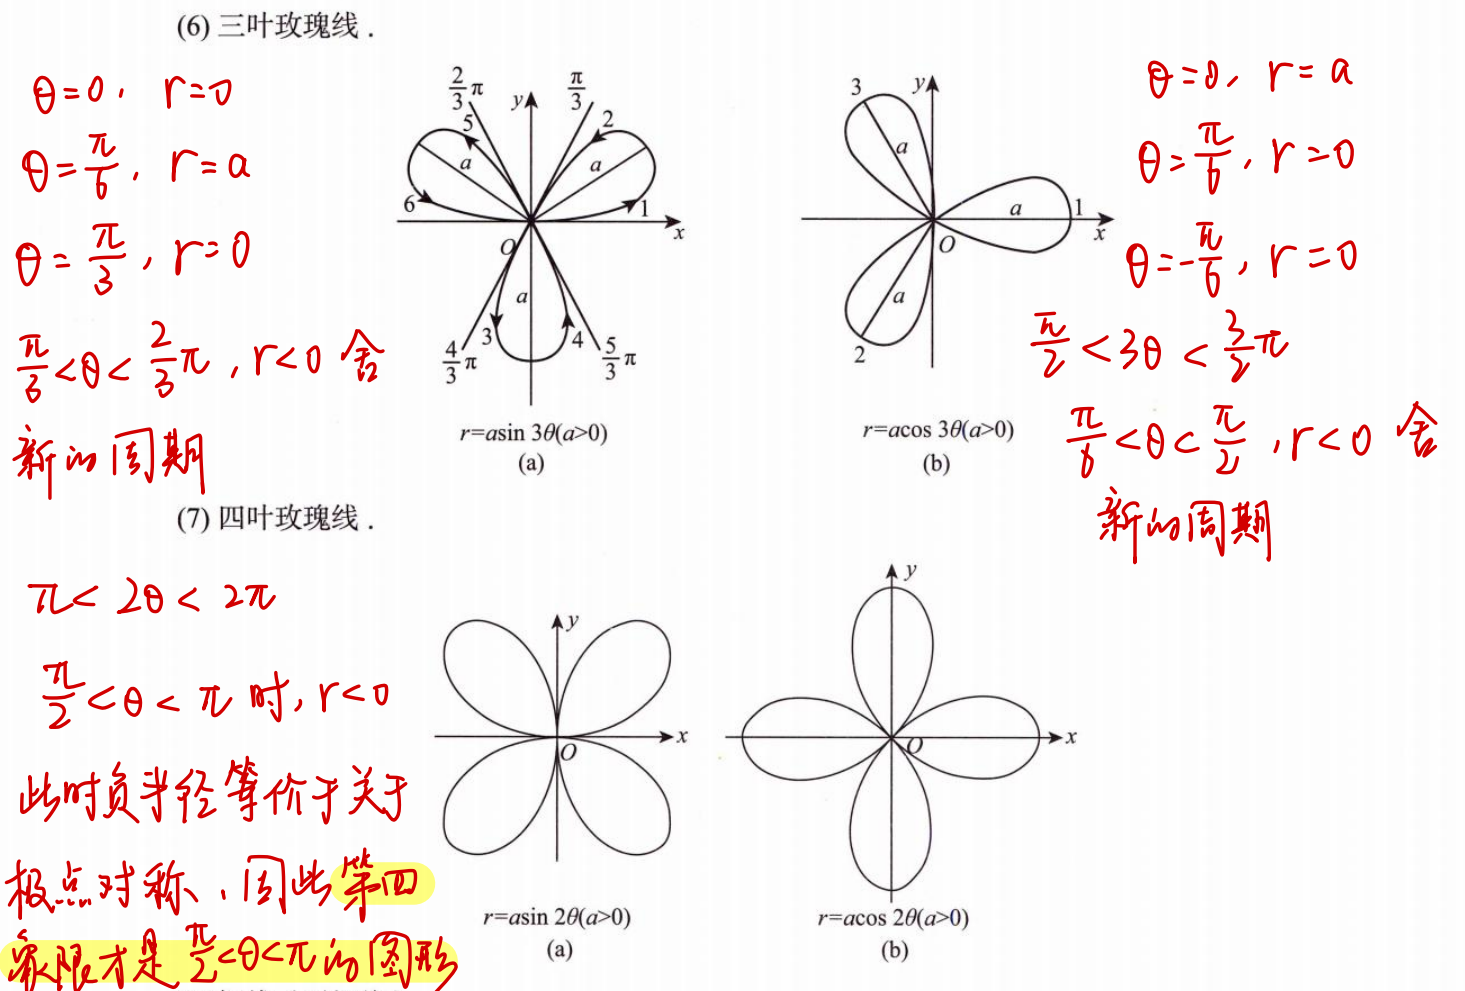 (6) 三叶玫瑰线.
θ=0, r=0
θ=π/6, r=a
θ=π/3, r=0
π/3<θ<2/3π, r<0 舍
新的周期
2/3π
π/3
y
5
2
a
a
6
1
O
x
a
3
4
4/3π
5/3π
r=asin 3θ(a>0)
(a)
y
3
a
a
1
O
x
a
2
r=acos 3θ(a>0)
(b)
θ=0, r=a
θ=π/6, r=0
θ=-π/6, r=0
π/2<3θ<3/2π
π/6<θ<π/2, r<0 舍
新的周期
(7) 四叶玫瑰线.
π<2θ<2π
π/2<θ<π时, r<0
此时负半径等价于关于
极点对称, 因此第四
象限才是π/2<θ<π的图形
y
O
x
r=asin 2θ(a>0)
(a)
y
O
x
r=acos 2θ(a>0)
(b)